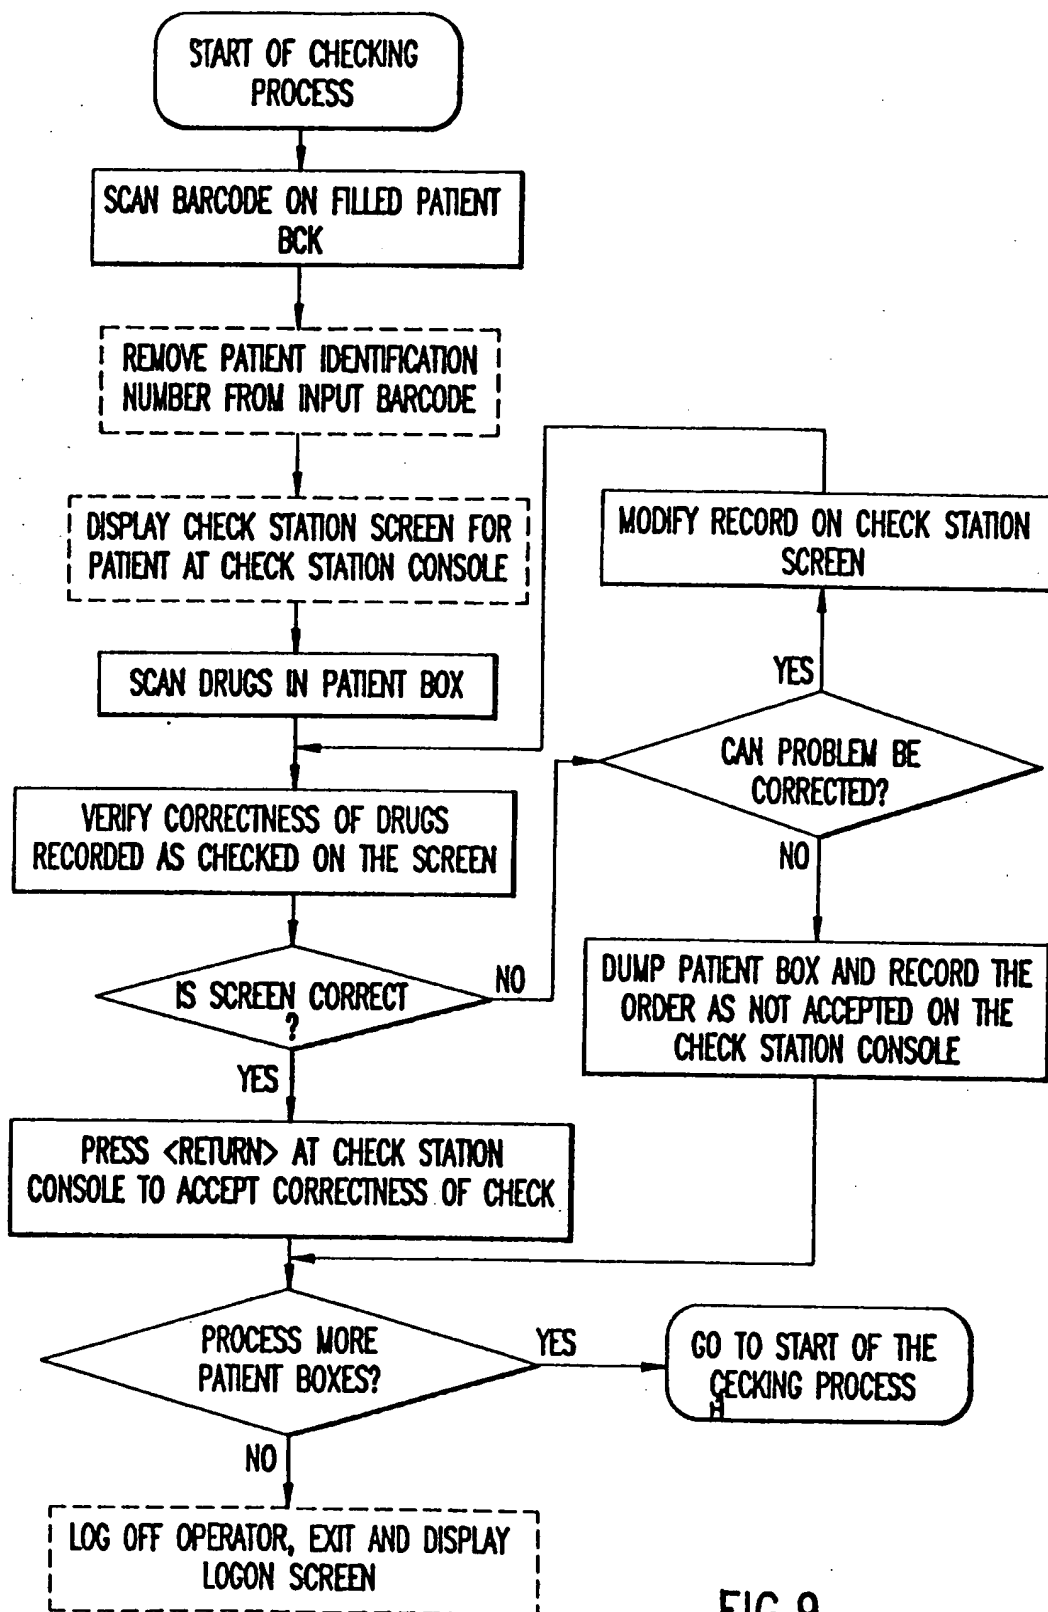 START OF CHECKING
PROCESS
SCAN BARCODE ON FILLED PATIENT
BCK
REMOVE PATIENT IDENTIFICATION
NUMBER FROM INPUT BARCODE
DISPLAY CHECK STATION SCREEN FOR
PATIENT AT CHECK STATION CONSOLE
SCAN DRUGS IN PATIENT BOX
VERIFY CORRECTNESS OF DRUGS
RECORDED AS CHECKED ON THE SCREEN
IS SCREEN CORRECT
?
NO
YES
MODIFY RECORD ON CHECK STATION
SCREEN
YES
CAN PROBLEM BE
CORRECTED?
NO
DUMP PATIENT BOX AND RECORD THE
ORDER AS NOT ACCEPTED ON THE
CHECK STATION CONSOLE
PRESS <RETURN> AT CHECK STATION
CONSOLE TO ACCEPT CORRECTNESS OF CHECK
PROCESS MORE
PATIENT BOXES?
YES
GO TO START OF THE
CECKING PROCESS
H
NO
LOG OFF OPERATOR, EXIT AND DISPLAY
LOGON SCREEN
FIG 9